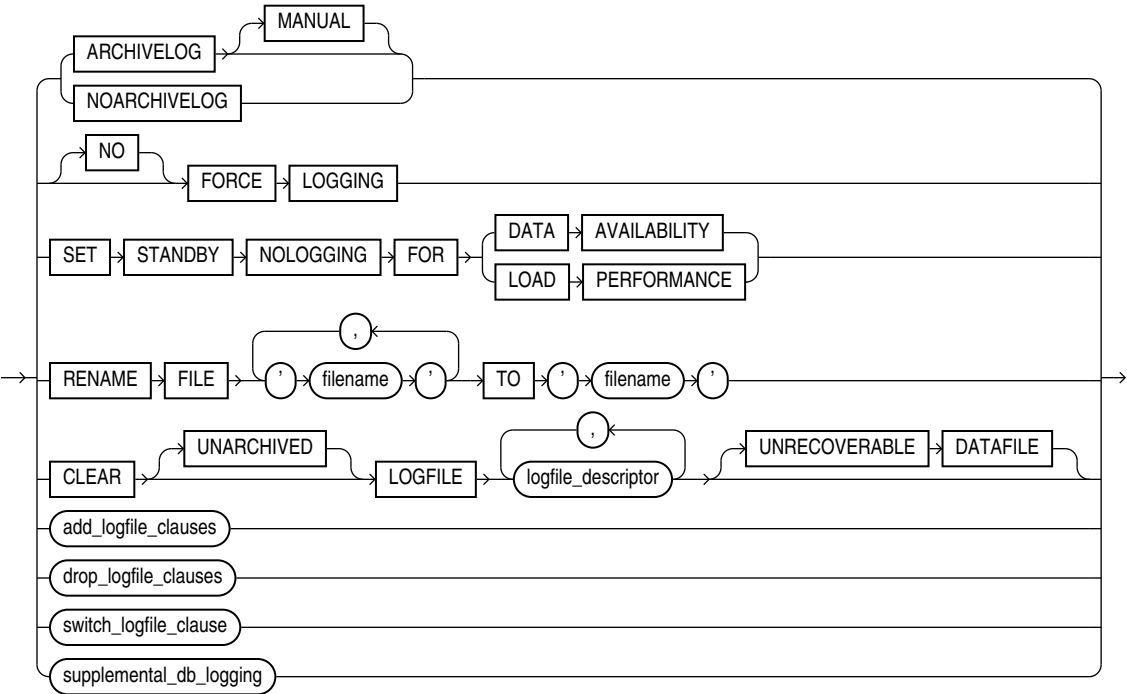 MANUAL
ARCHIVELOG
NOARCHIVELOG
NO
FORCE LOGGING
DATA AVAILABILITY
SET STANDBY NOLOGGING FOR
LOAD PERFORMANCE
,
RENAME FILE ' filename ' TO ' filename '
,
UNARCHIVED UNRECOVERABLE DATAFILE
CLEAR LOGFILE logfile_descriptor
add_logfile_clauses
drop_logfile_clauses
switch_logfile_clause
supplemental_db_logging